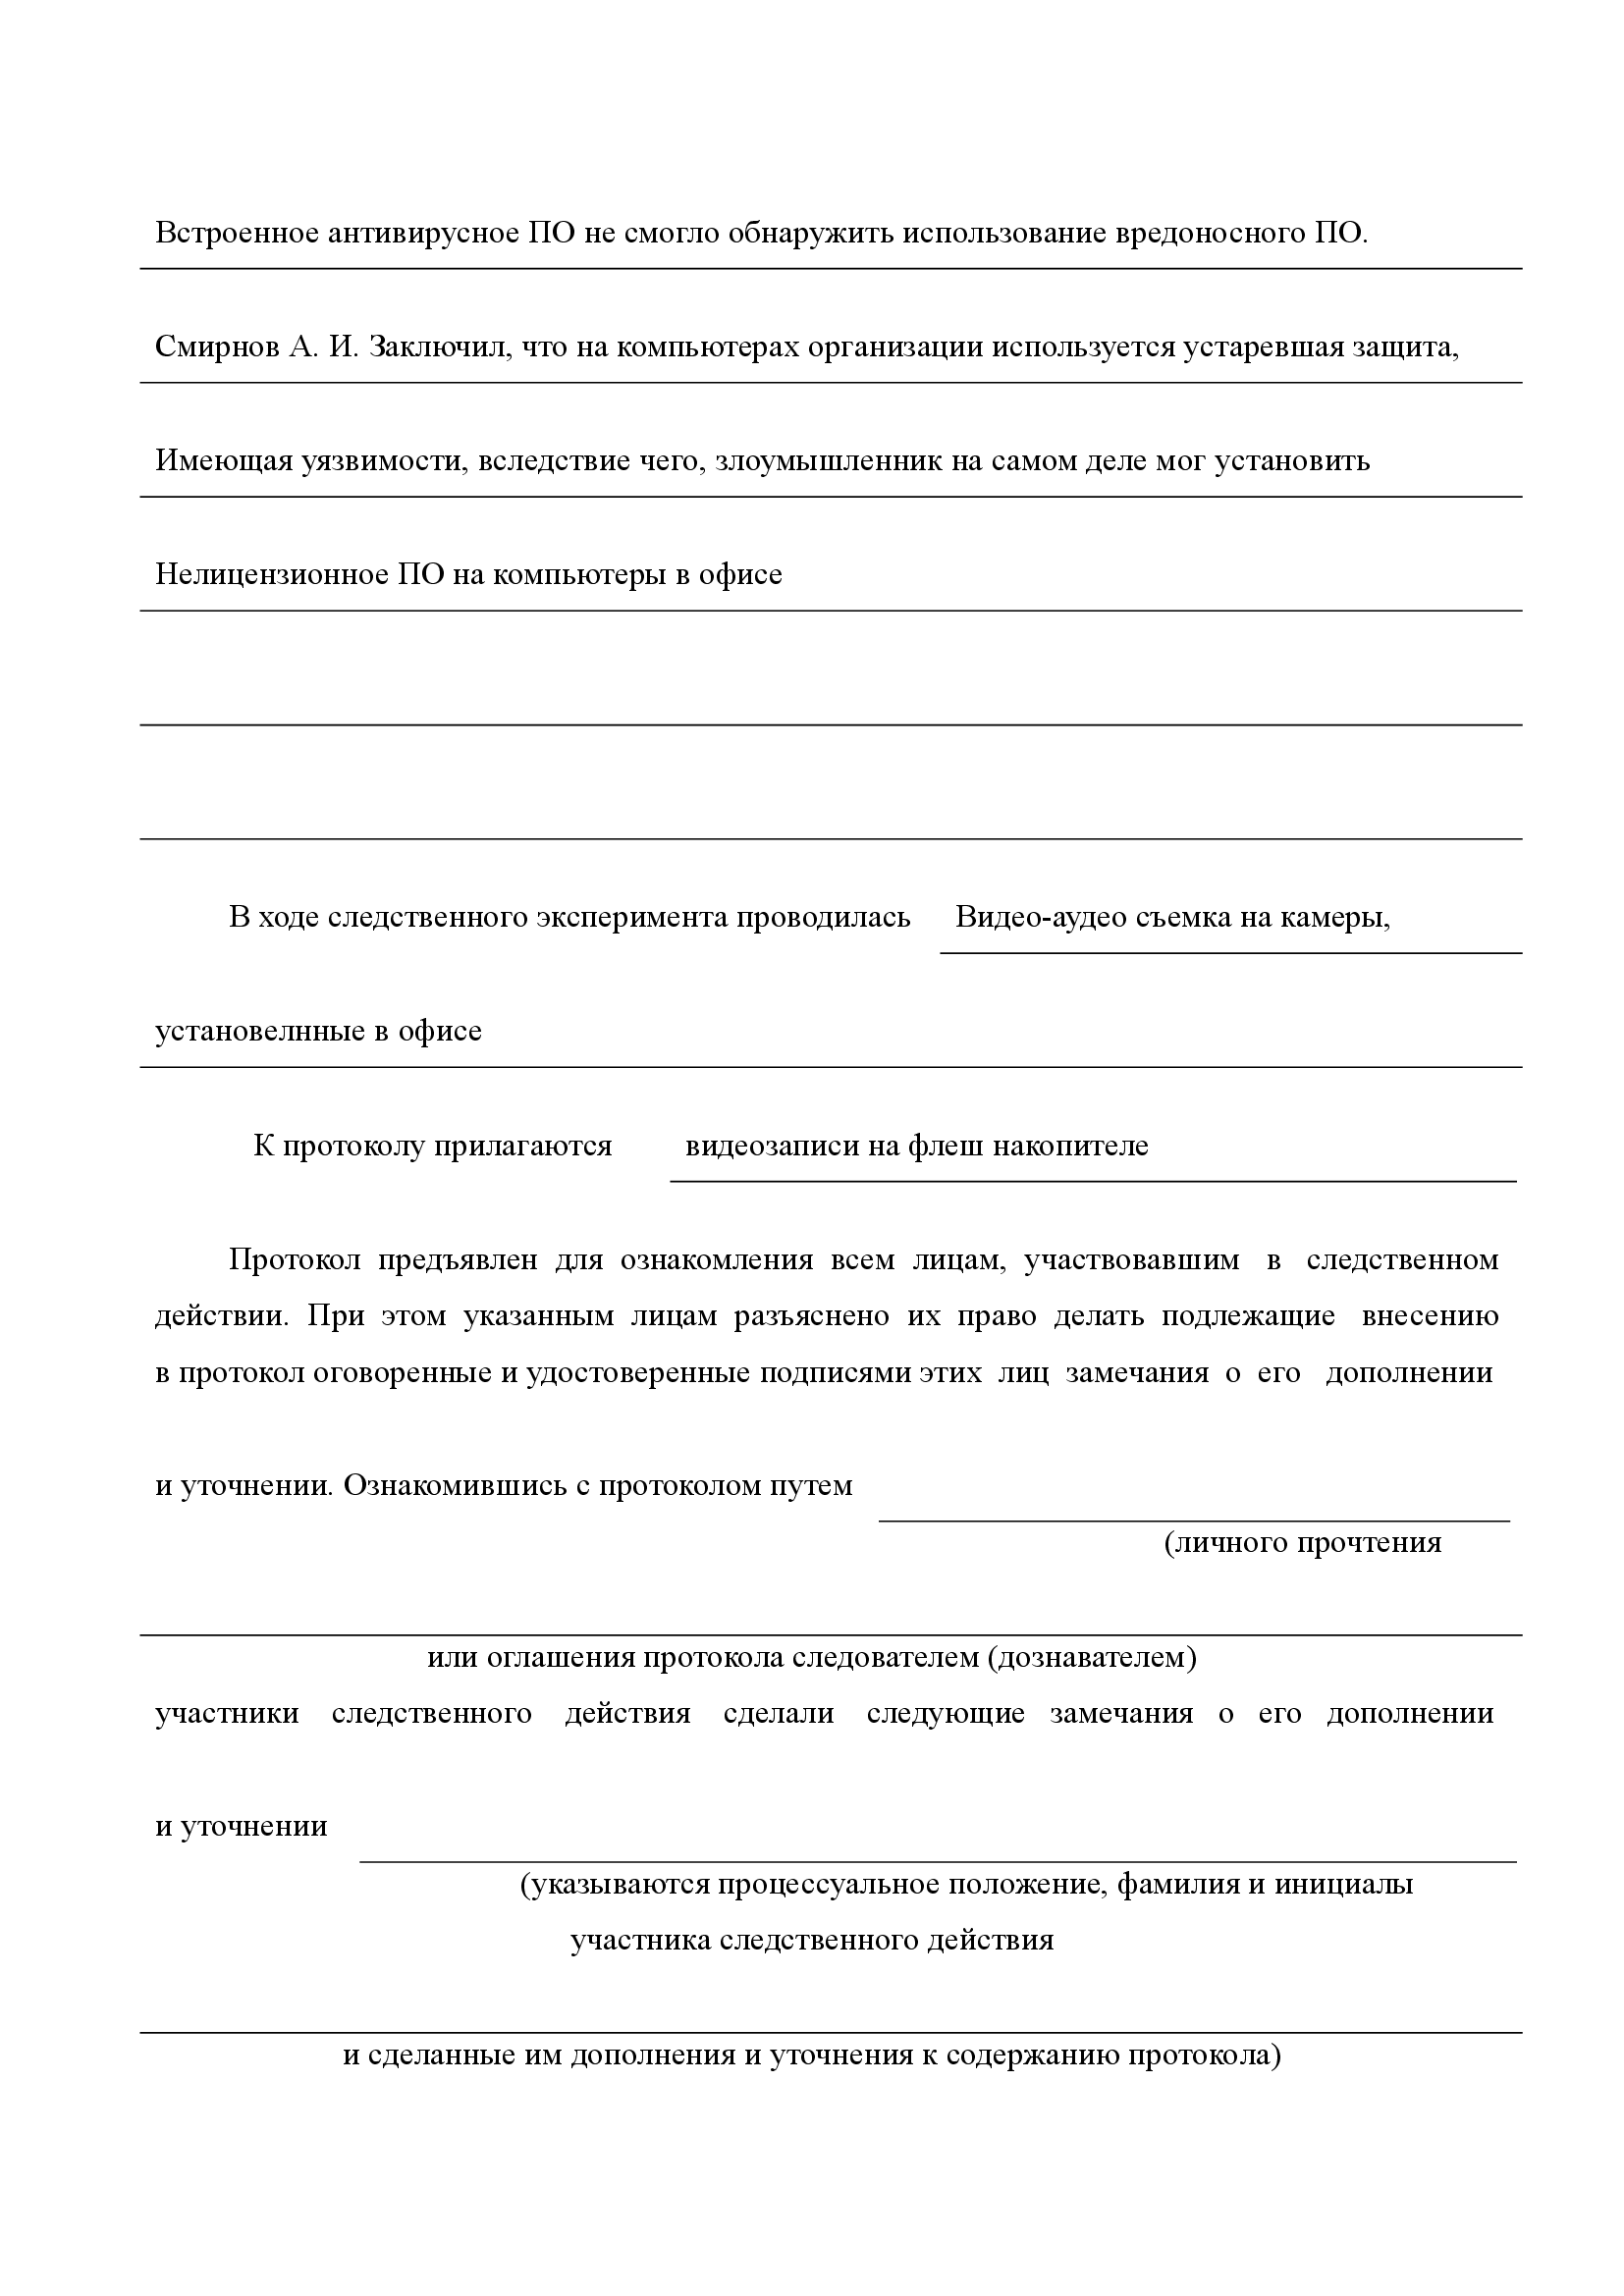 Встроенное антивирусное ПО не смогло обнаружить использование вредоносного ПО.
Смирнов А. И. Заключил, что на компьютерах организации используется устаревшая защита,
Имеющая уязвимости, вследствие чего, злоумышленник на самом деле мог установить
Нелицензионное ПО на компьютеры в офисе
В ходе следственного эксперимента проводилась Видео-аудео съемка на камеры,
установелнные в офисе
К протоколу прилагаются видеозаписи на флеш накопителе
Протокол предъявлен для ознакомления всем лицам, участвовавшим в следственном
действии. При этом указанным лицам разъяснено их право делать подлежащие внесению
в протокол оговоренные и удостоверенные подписями этих лиц замечания о его дополнении
и уточнении. Ознакомившись с протоколом путем
(личного прочтения
или оглашения протокола следователем (дознавателем)
участники следственного действия сделали следующие замечания о его дополнении
и уточнении
(указываются процессуальное положение, фамилия и инициалы
участника следственного действия
и сделанные им дополнения и уточнения к содержанию протокола)